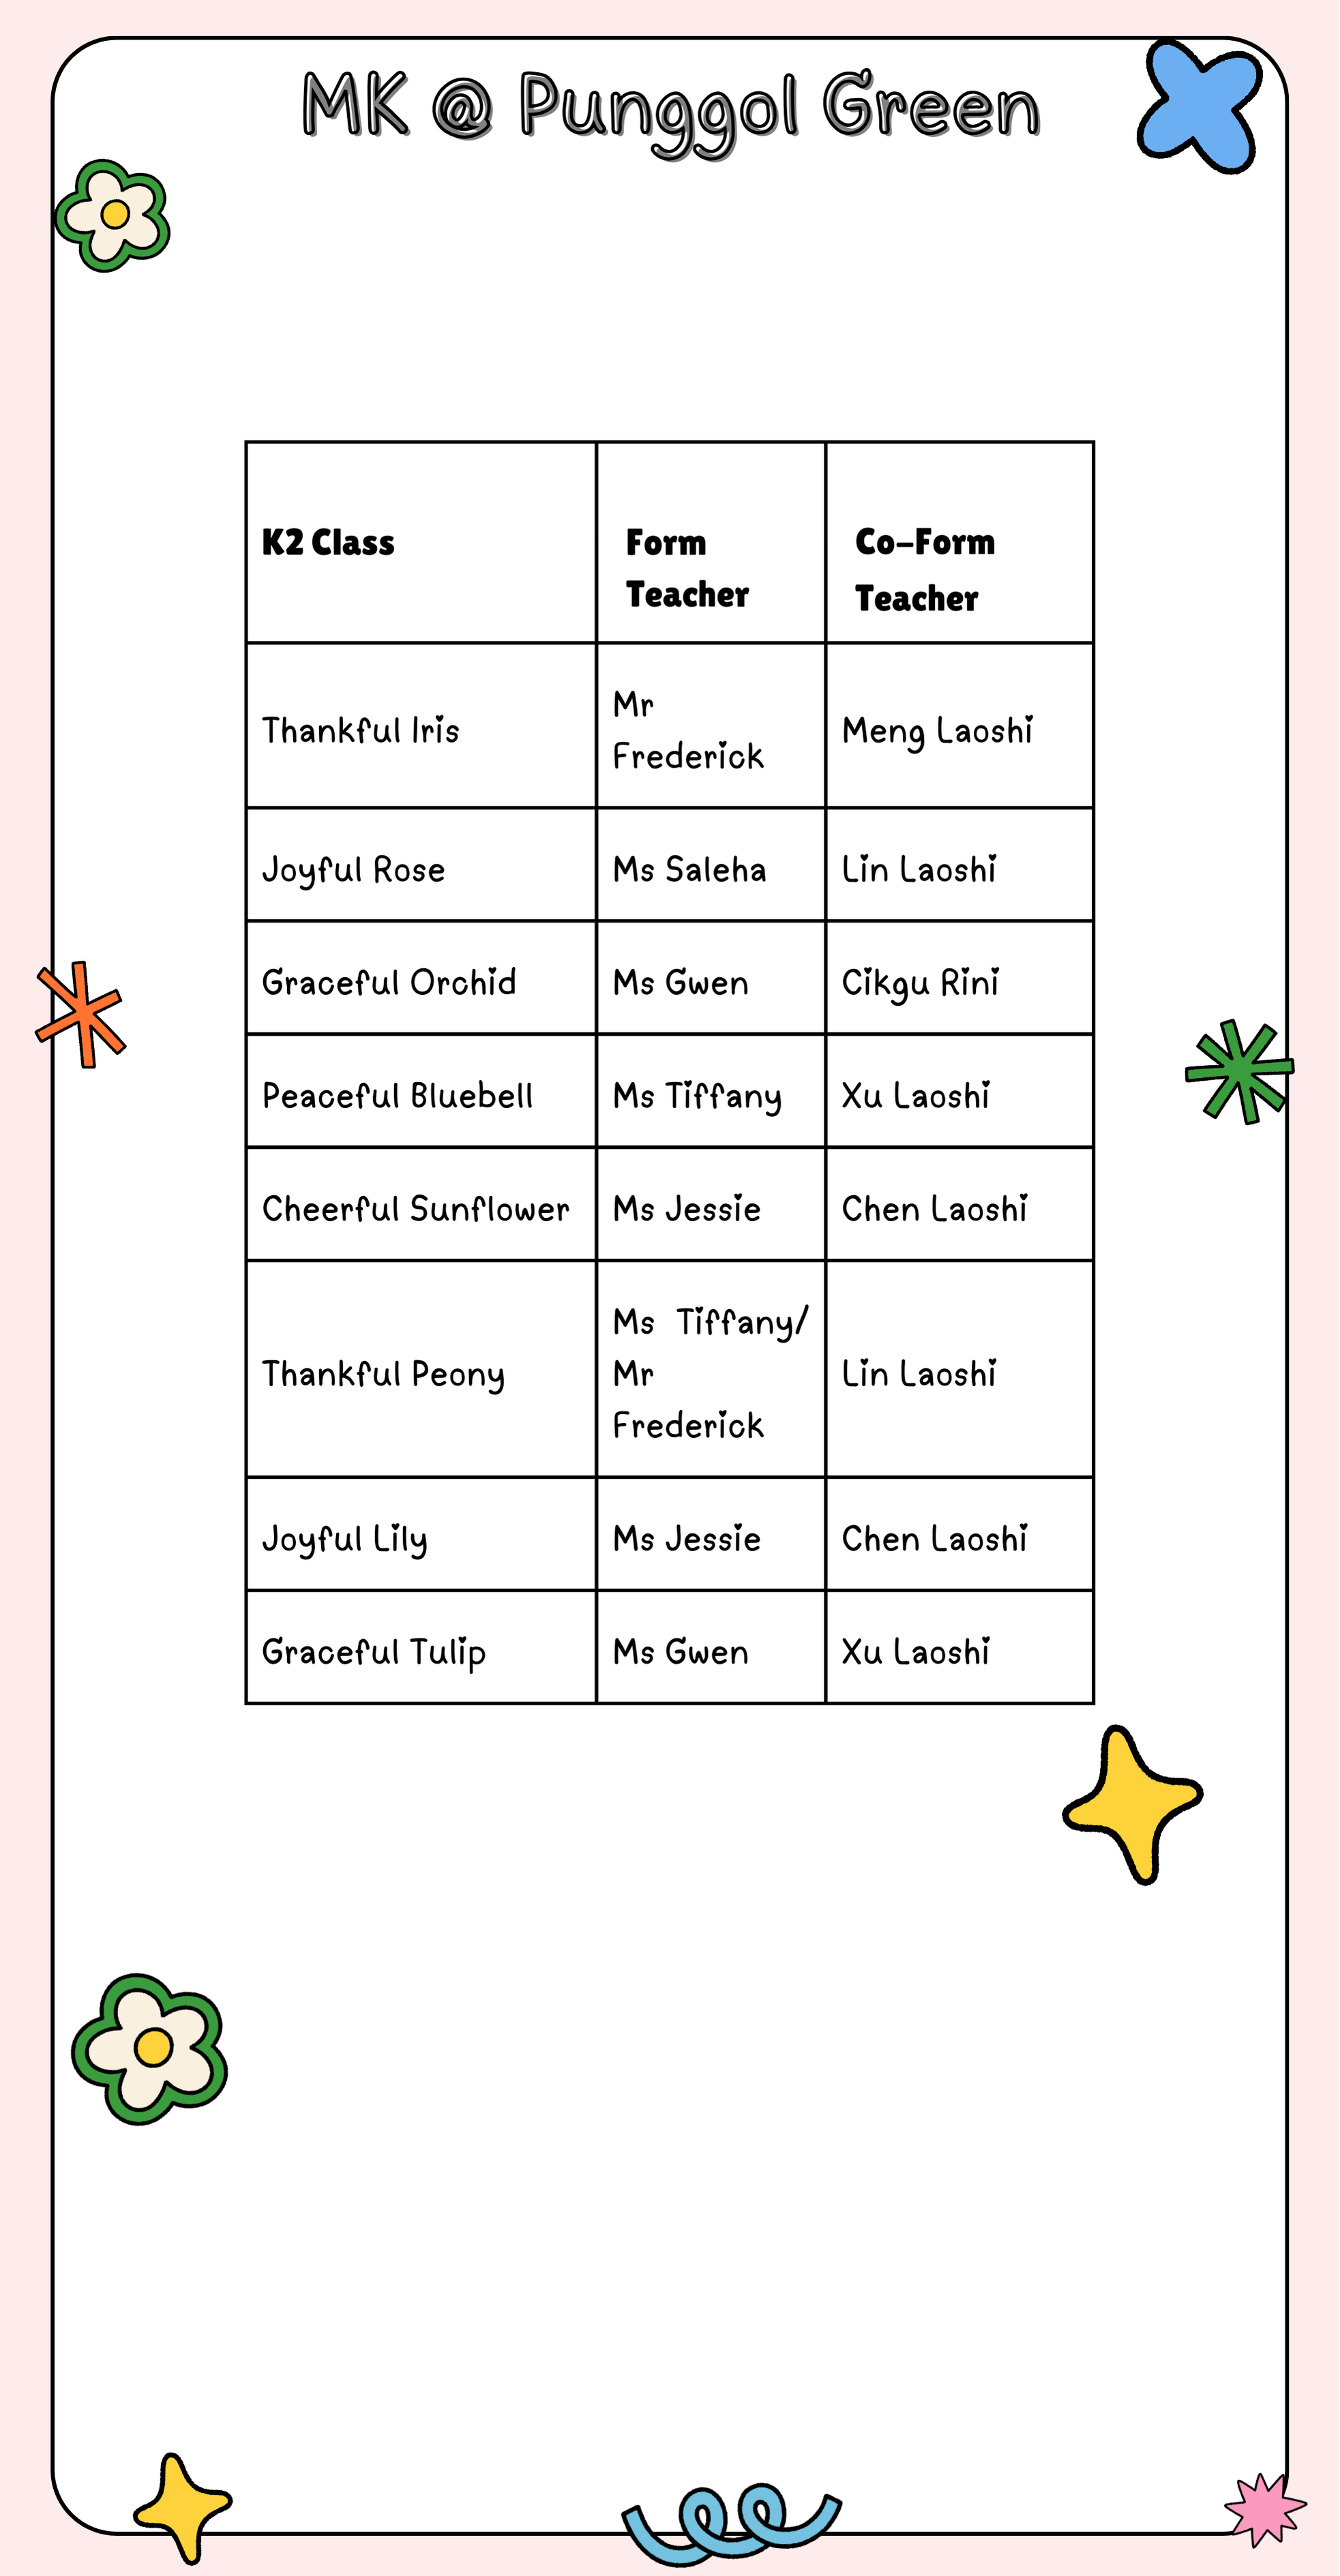 MK @ Punggol Green
K2 Class
Form
Teacher
Co-Form
Teacher
Thankful Iris
Mr
Frederick
Meng Laoshi
Joyful Rose
Ms Saleha
Lin Laoshi
Graceful Orchid
Ms Gwen
Cikgu Rini
Peaceful Bluebell
Ms Tiffany
Xu Laoshi
Cheerful Sunflower
Ms Jessie
Chen Laoshi
Thankful Peony
Ms Tiffany/
Mr
Frederick
Lin Laoshi
Joyful Lily
Ms Jessie
Chen Laoshi
Graceful Tulip
Ms Gwen
Xu Laoshi